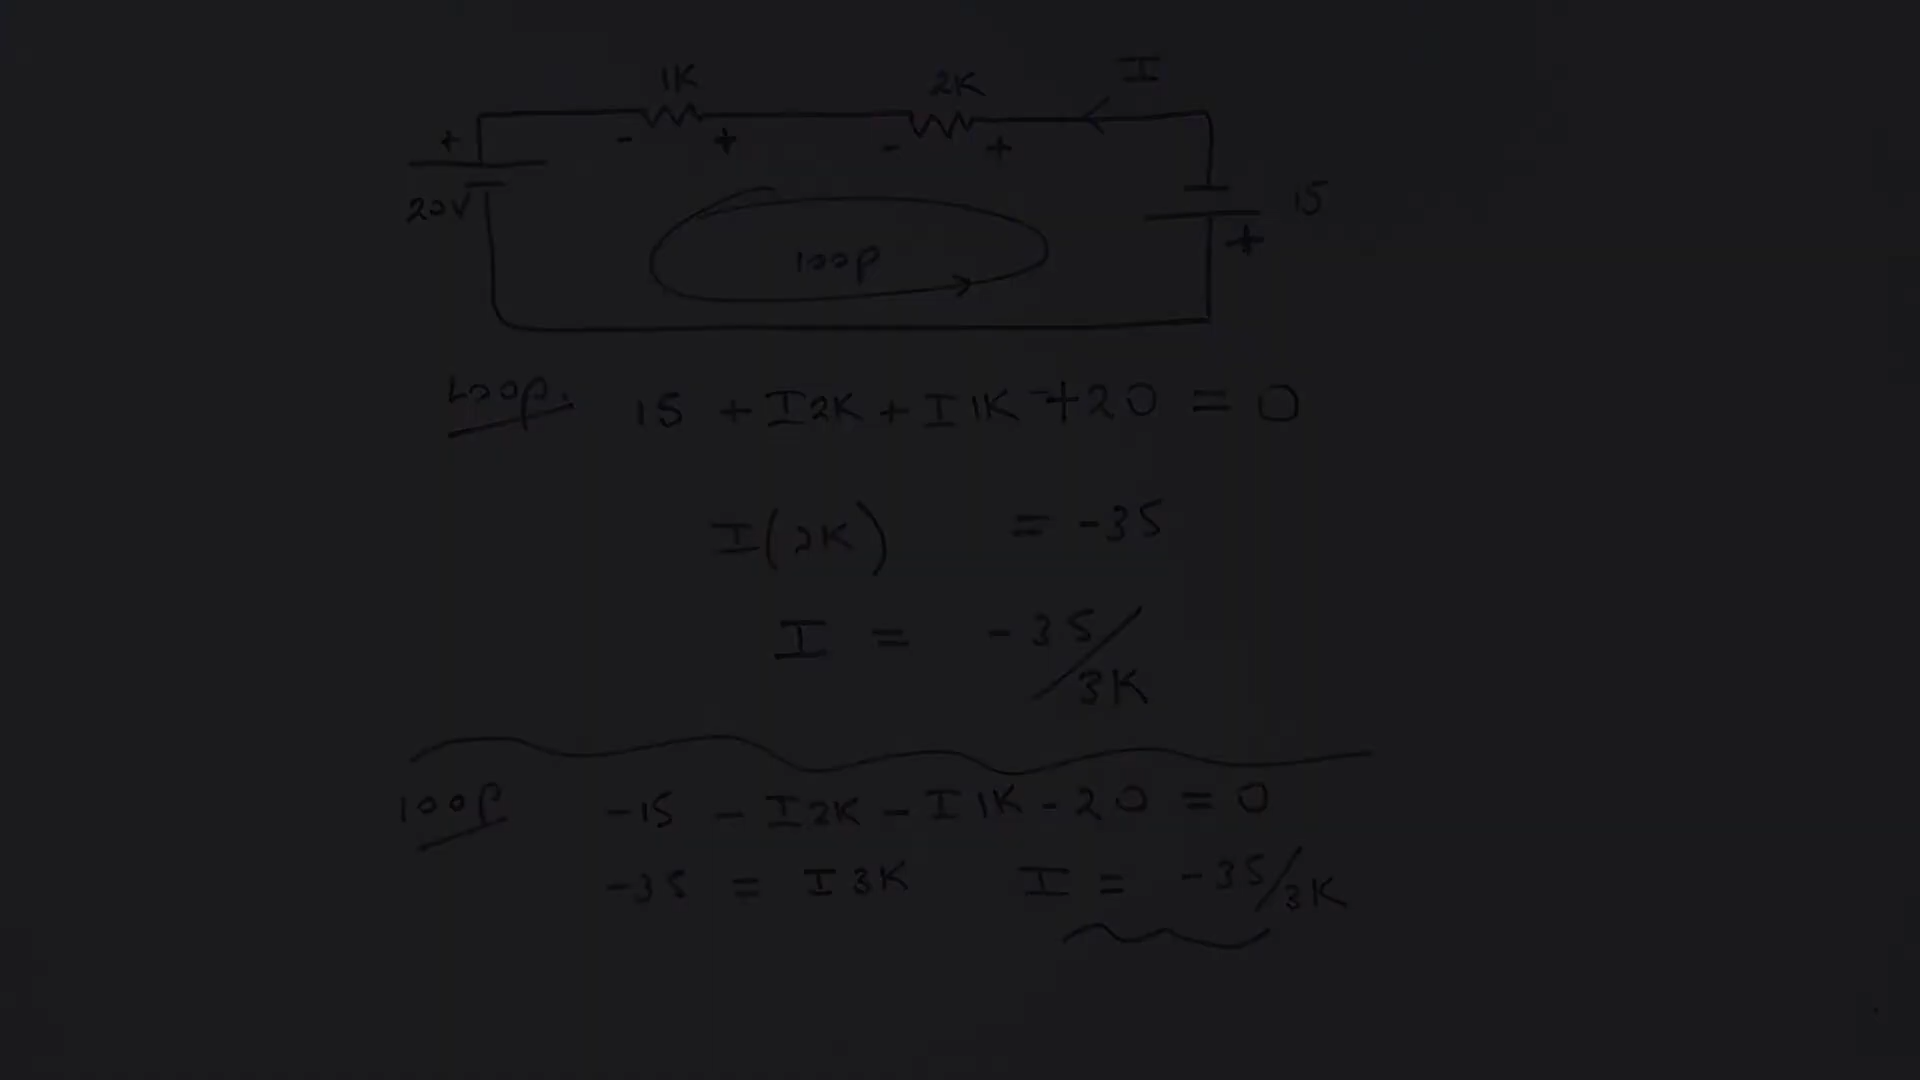 1K 2K I
+ - + - +
20V 15
+
loop
Loop. 15 + I2K + I1K + 20 = 0
I(2K) = -35
I = -35/3K
loop -15 - I2K - I1K - 20 = 0
-35 = I3K I = -35/3K